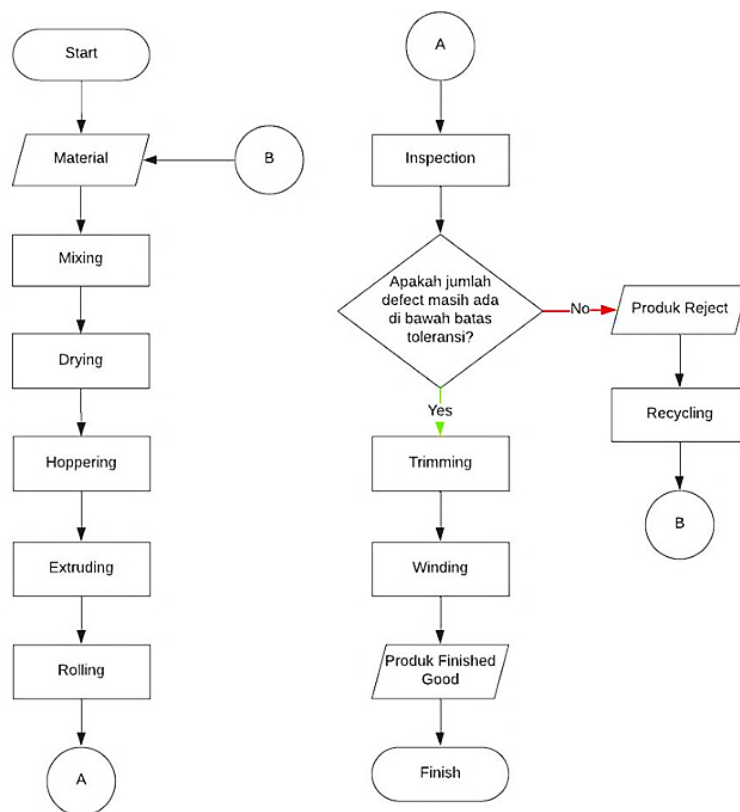 Start
Material
B
Mixing
Drying
Hoppering
Extruding
Rolling
A
A
Inspection
Apakah jumlah
defect masih ada
di bawah batas
toleransi?
No
Produk Reject
Recycling
B
Yes
Trimming
Winding
Produk Finished
Good
Finish